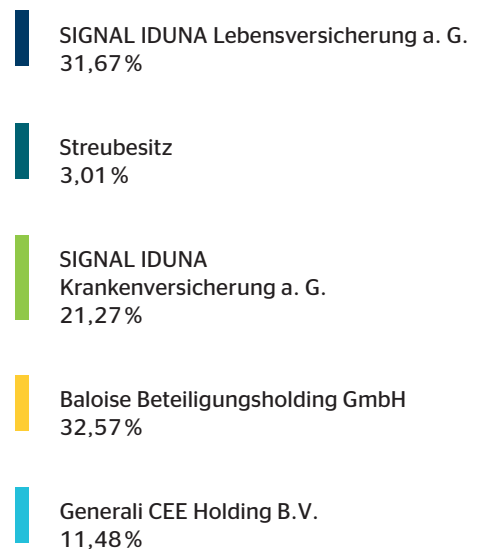 SIGNAL IDUNA Lebensversicherung a. G.
31,67 %
Streubesitz
3,01 %
SIGNAL IDUNA
Krankenversicherung a. G.
21,27 %
Baloise Beteiligungsholding GmbH
32,57 %
Generali CEE Holding B.V.
11,48 %